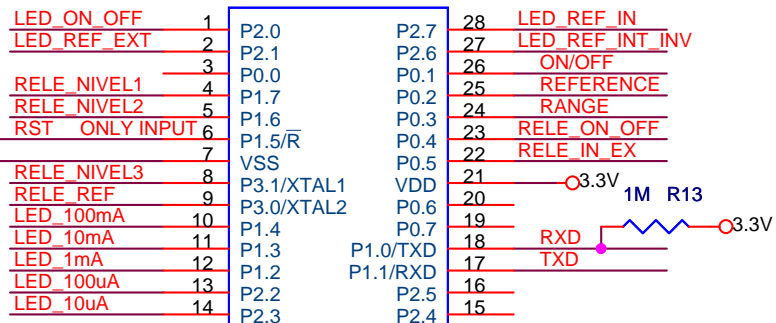 LED_ON_OFF 1 P2.0 P2.7 28 LED_REF_IN
LED_REF_EXT 2 P2.1 P2.6 27 LED_REF_INT_INV
3 P0.0 P0.1 26 ON/OFF
RELE_NIVEL1 4 P1.7 P0.2 25 REFERENCE
RELE_NIVEL2 5 P1.6 P0.3 24 RANGE
RST ONLY INPUT 6 P1.5/R P0.4 23 RELE_ON_OFF
7 VSS P0.5 22 RELE_IN_EX
RELE_NIVEL3 8 P3.1/XTAL1 VDD 21 3.3V
RELE_REF 9 P3.0/XTAL2 P0.6 20 1M R13
LED_100mA 10 P1.4 P0.7 19 3.3V
LED_10mA 11 P1.3 P1.0/TXD 18 RXD
LED_1mA 12 P1.2 P1.1/RXD 17 TXD
LED_100uA 13 P2.2 P2.5 16
LED_10uA 14 P2.3 P2.4 15